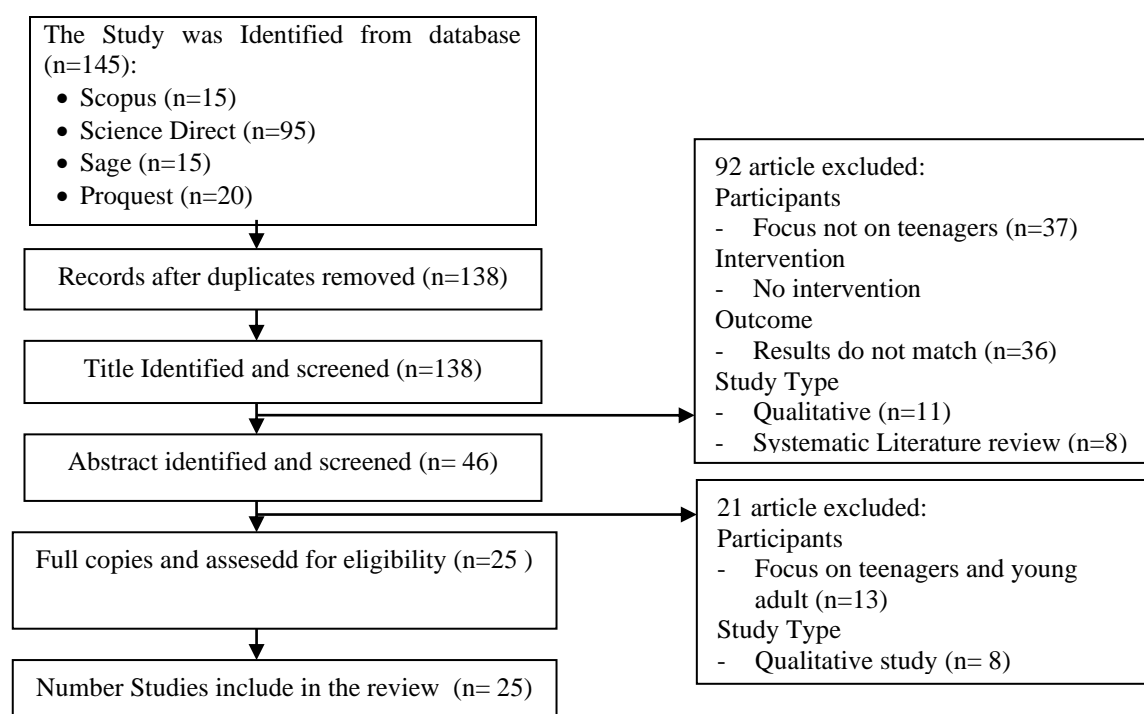 The Study was Identified from database
(n=145):
• Scopus (n=15)
• Science Direct (n=95)
• Sage (n=15)
• Proquest (n=20)
Records after duplicates removed (n=138)
Title Identified and screened (n=138)
92 article excluded:
Participants
- Focus not on teenagers (n=37)
Intervention
- No intervention
Outcome
- Results do not match (n=36)
Study Type
- Qualitative (n=11)
- Systematic Literature review (n=8)
Abstract identified and screened (n= 46)
21 article excluded:
Participants
- Focus on teenagers and young
adult (n=13)
Study Type
- Qualitative study (n= 8)
Full copies and assesedd for eligibility (n=25 )
Number Studies include in the review (n= 25)